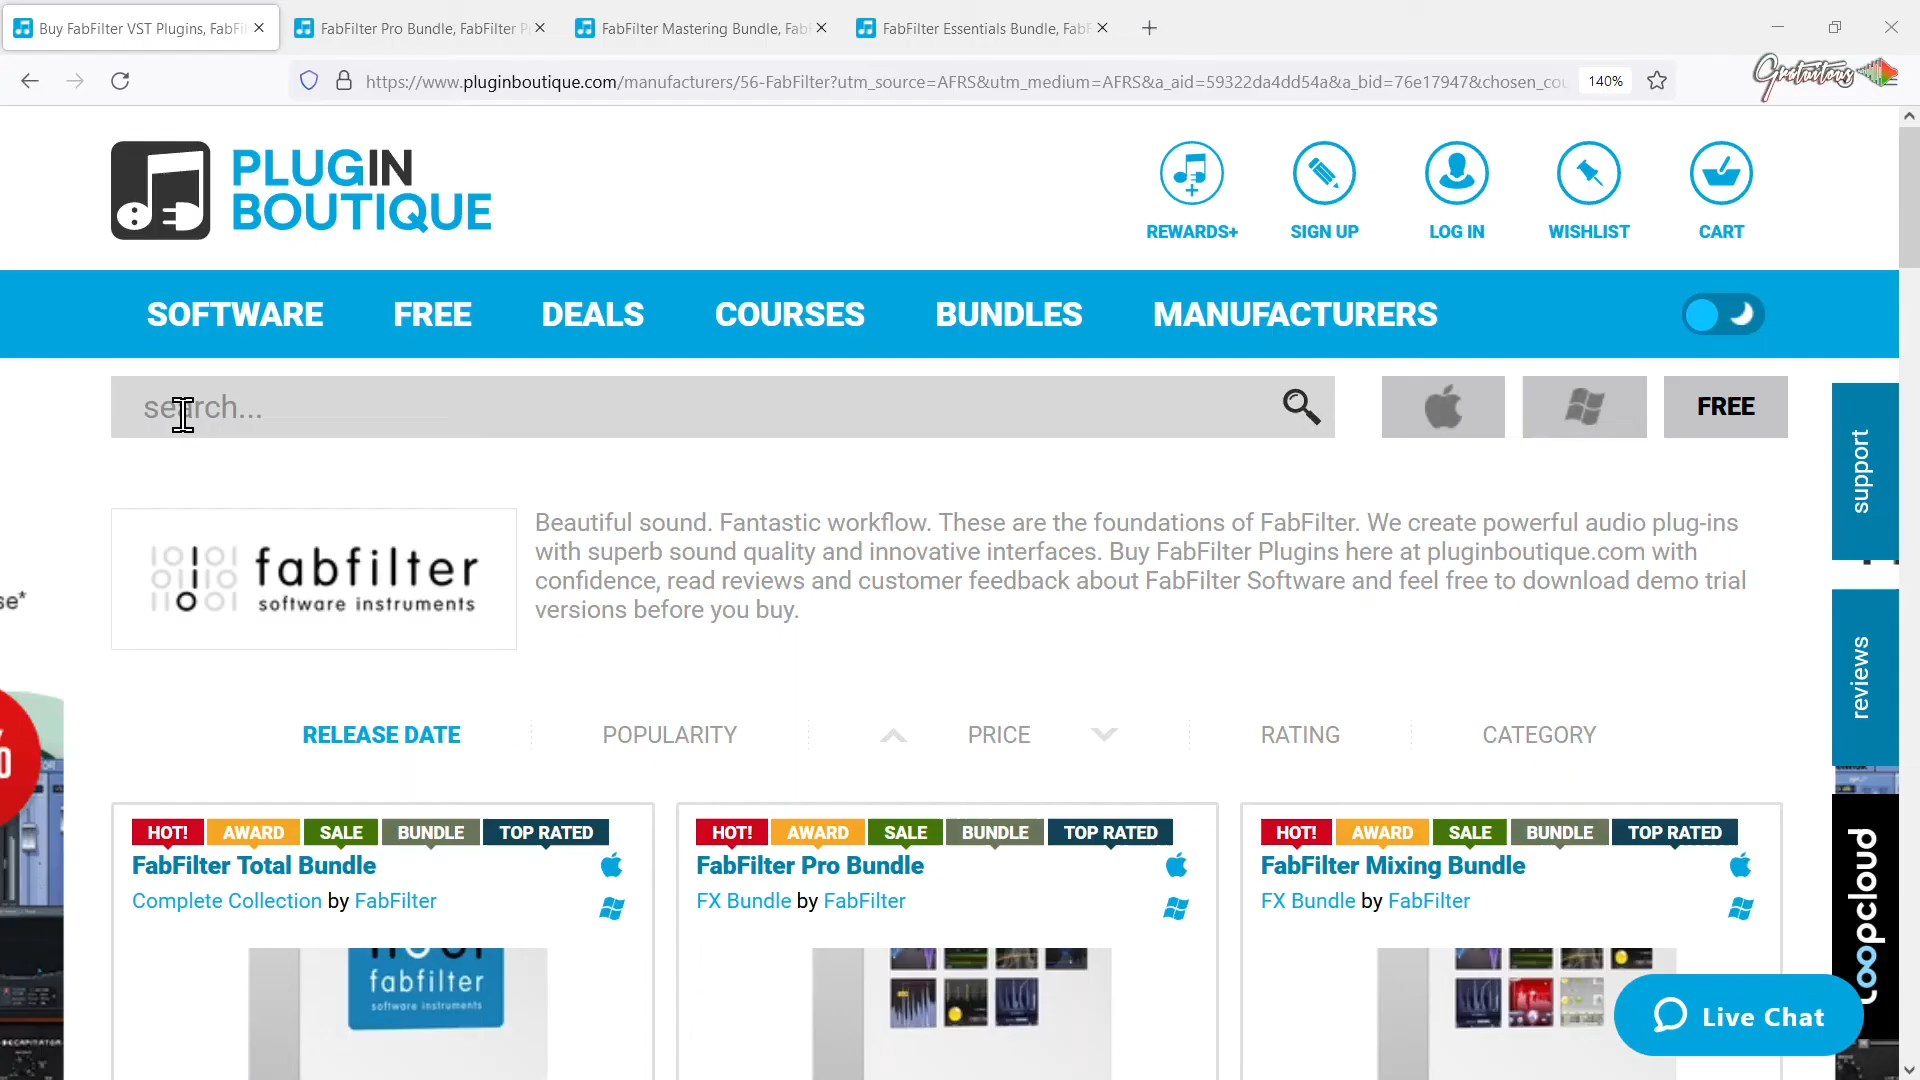 Buy FabFilter VST Plugins, FabFil
FabFilter Pro Bundle, FabFilter P
FabFilter Mastering Bundle, Fab
FabFilter Essentials Bundle, FabF
https://www.pluginboutique.com/manufacturers/56-FabFilter?utm_source=AFRS&utm_medium=AFRS&a_aid=59322da4dd54a&a_bid=76e17947&chosen_cou
140%
Gratuitous
PLUGIN
BOUTIQUE
REWARDS+
SIGN UP
LOG IN
WISHLIST
CART
SOFTWARE
FREE
DEALS
COURSES
BUNDLES
MANUFACTURERS
search...
FREE
support
fabfilter
software instruments
Beautiful sound. Fantastic workflow. These are the foundations of FabFilter. We create powerful audio plug-ins
with superb sound quality and innovative interfaces. Buy FabFilter Plugins here at pluginboutique.com with
confidence, read reviews and customer feedback about FabFilter Software and feel free to download demo trial
versions before you buy.
se*
reviews
RELEASE DATE
POPULARITY
PRICE
RATING
CATEGORY
HOT! AWARD SALE BUNDLE TOP RATED
FabFilter Total Bundle
Complete Collection by FabFilter
fabfilter
software instruments
HOT! AWARD SALE BUNDLE TOP RATED
FabFilter Pro Bundle
FX Bundle by FabFilter
HOT! AWARD SALE BUNDLE TOP RATED
FabFilter Mixing Bundle
FX Bundle by FabFilter
loopcloud
Live Chat